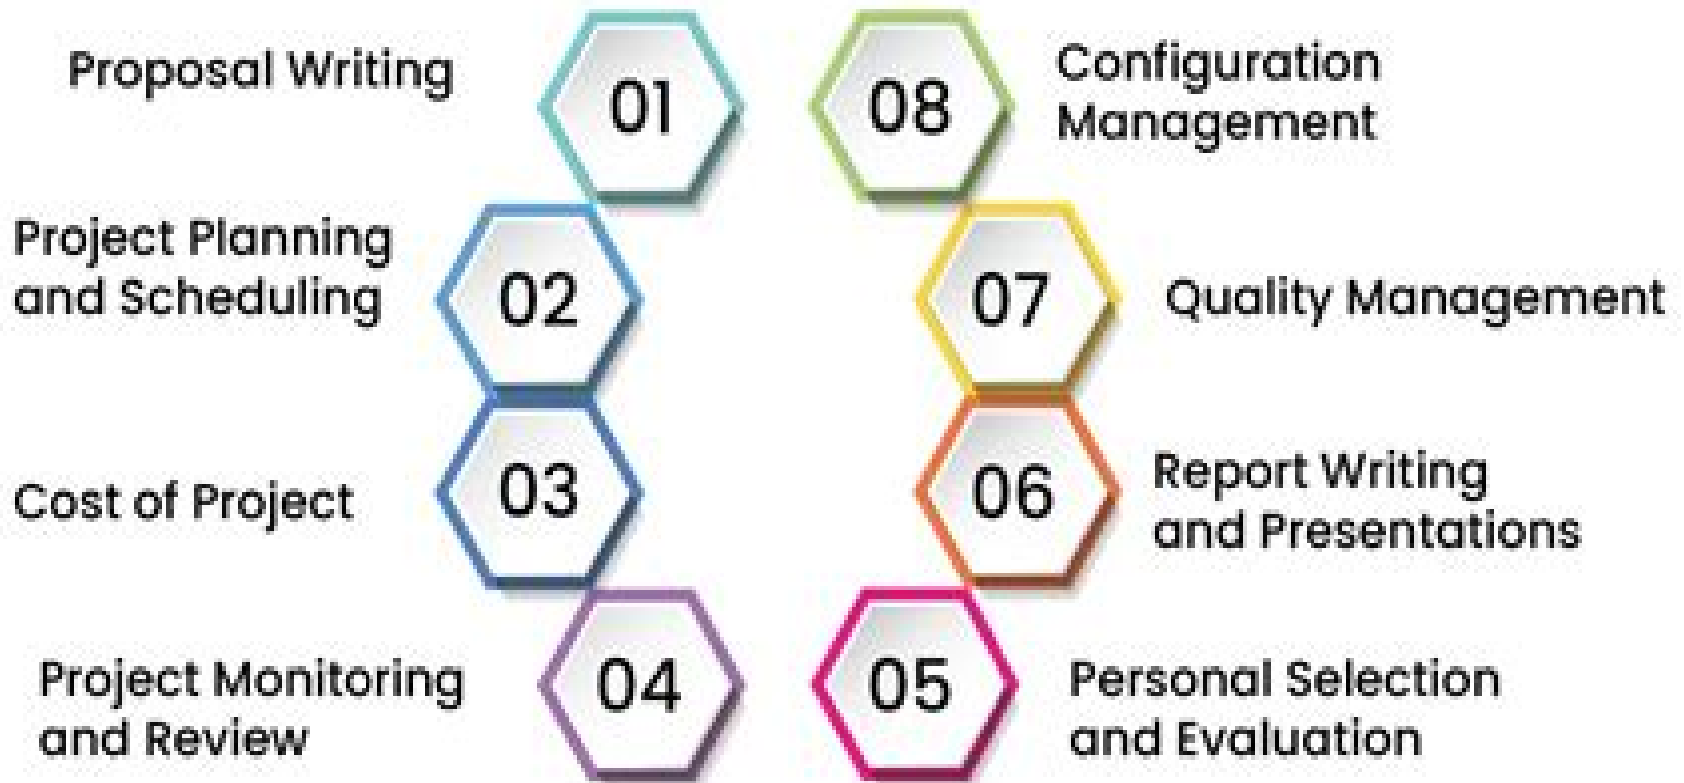 Proposal Writing
01
Project Planning
and Scheduling
02
Cost of Project
03
Project Monitoring
and Review
04
05
Personal Selection
and Evaluation
06
Report Writing
and Presentations
07
Quality Management
08
Configuration
Management